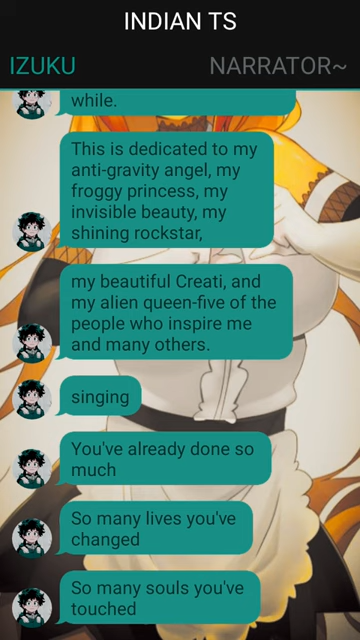 INDIAN TS
IZUKU NARRATOR~
while.
This is dedicated to my
anti-gravity angel, my
froggy princess, my
invisible beauty, my
shining rockstar,
my beautiful Creati, and
my alien queen-five of the
people who inspire me
and many others.
singing
You've already done so
much
So many lives you've
changed
So many souls you've
touched